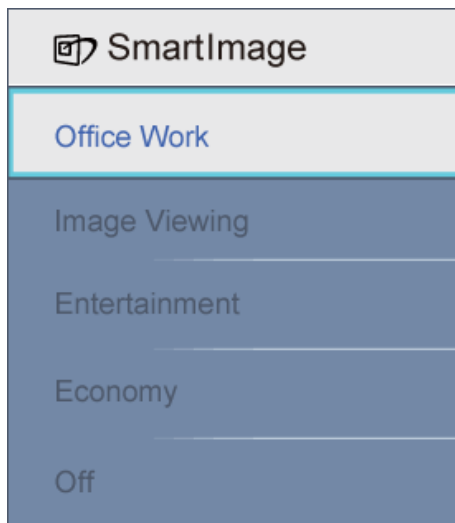 SmartImage
Office Work
Image Viewing
Entertainment
Economy
Off